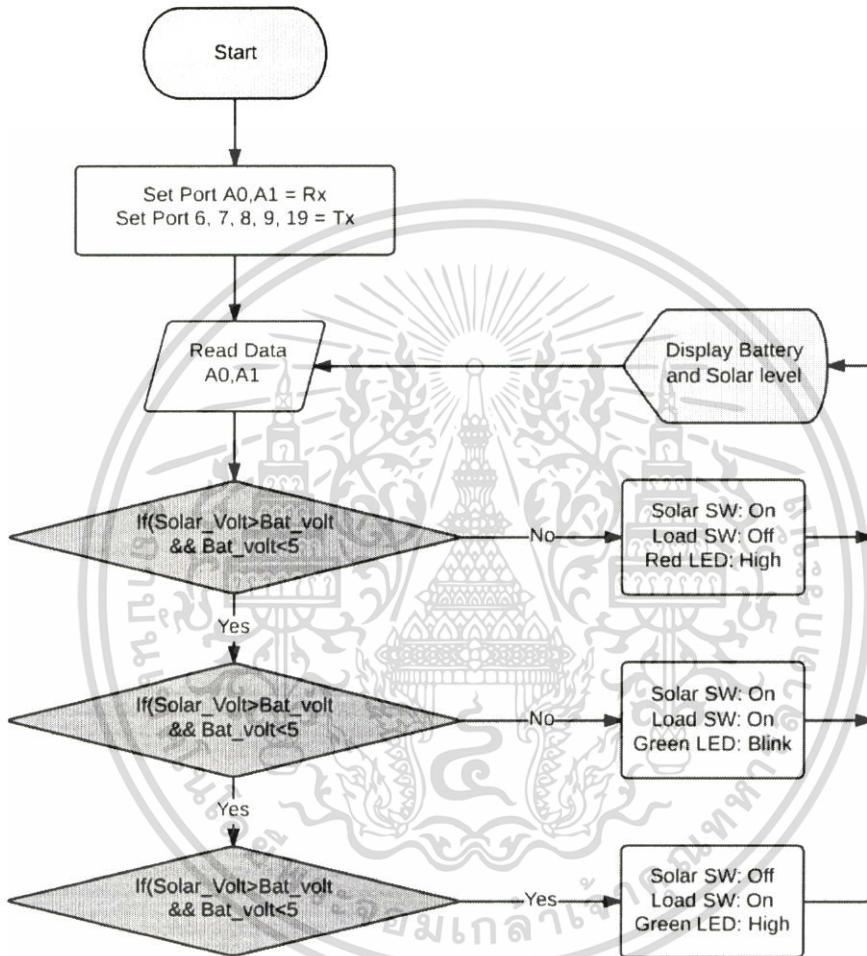 Start
Set Port A0,A1 = Rx
Set Port 6, 7, 8, 9, 19 = Tx
Read Data
A0,A1
Display Battery
and Solar level
If(Solar_Volt>Bat_volt
&& Bat_volt<5
No
Solar SW: On
Load SW: Off
Red LED: High
Yes
If(Solar_Volt>Bat_volt
&& Bat_volt<5
No
Solar SW: On
Load SW: On
Green LED: Blink
Yes
If(Solar_Volt>Bat_volt
&& Bat_volt<5
Yes
Solar SW: Off
Load SW: On
Green LED: High